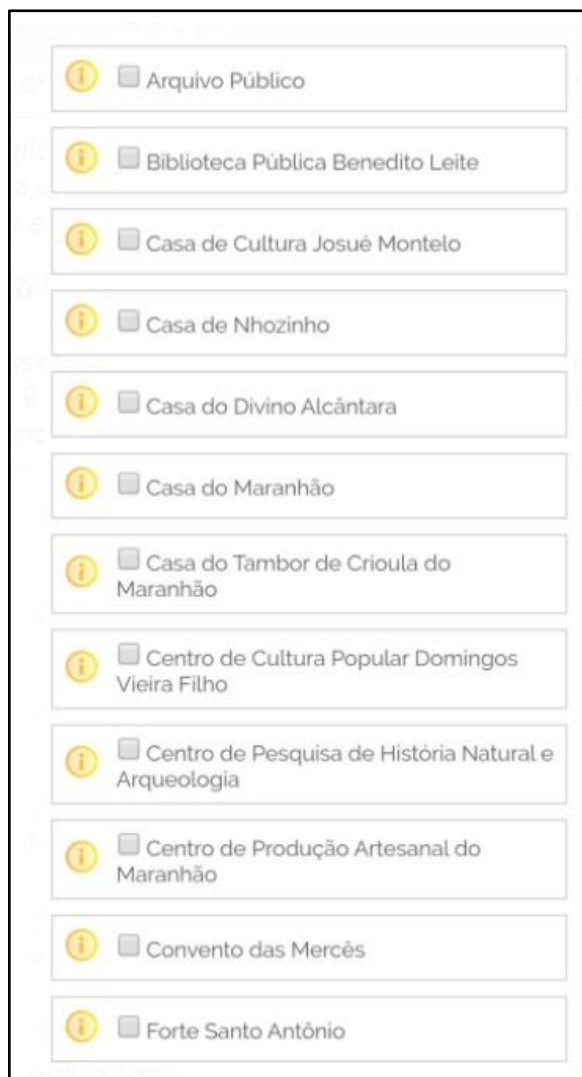 Arquivo Público
Biblioteca Pública Benedito Leite
Casa de Cultura Josué Montelo
Casa de Nhozinho
Casa do Divino Alcântara
Casa do Maranhão
Casa do Tambor de Crioula do
Maranhão
Centro de Cultura Popular Domingos
Vieira Filho
Centro de Pesquisa de História Natural e
Arqueologia
Centro de Produção Artesanal do
Maranhão
Convento das Mercês
Forte Santo Antônio